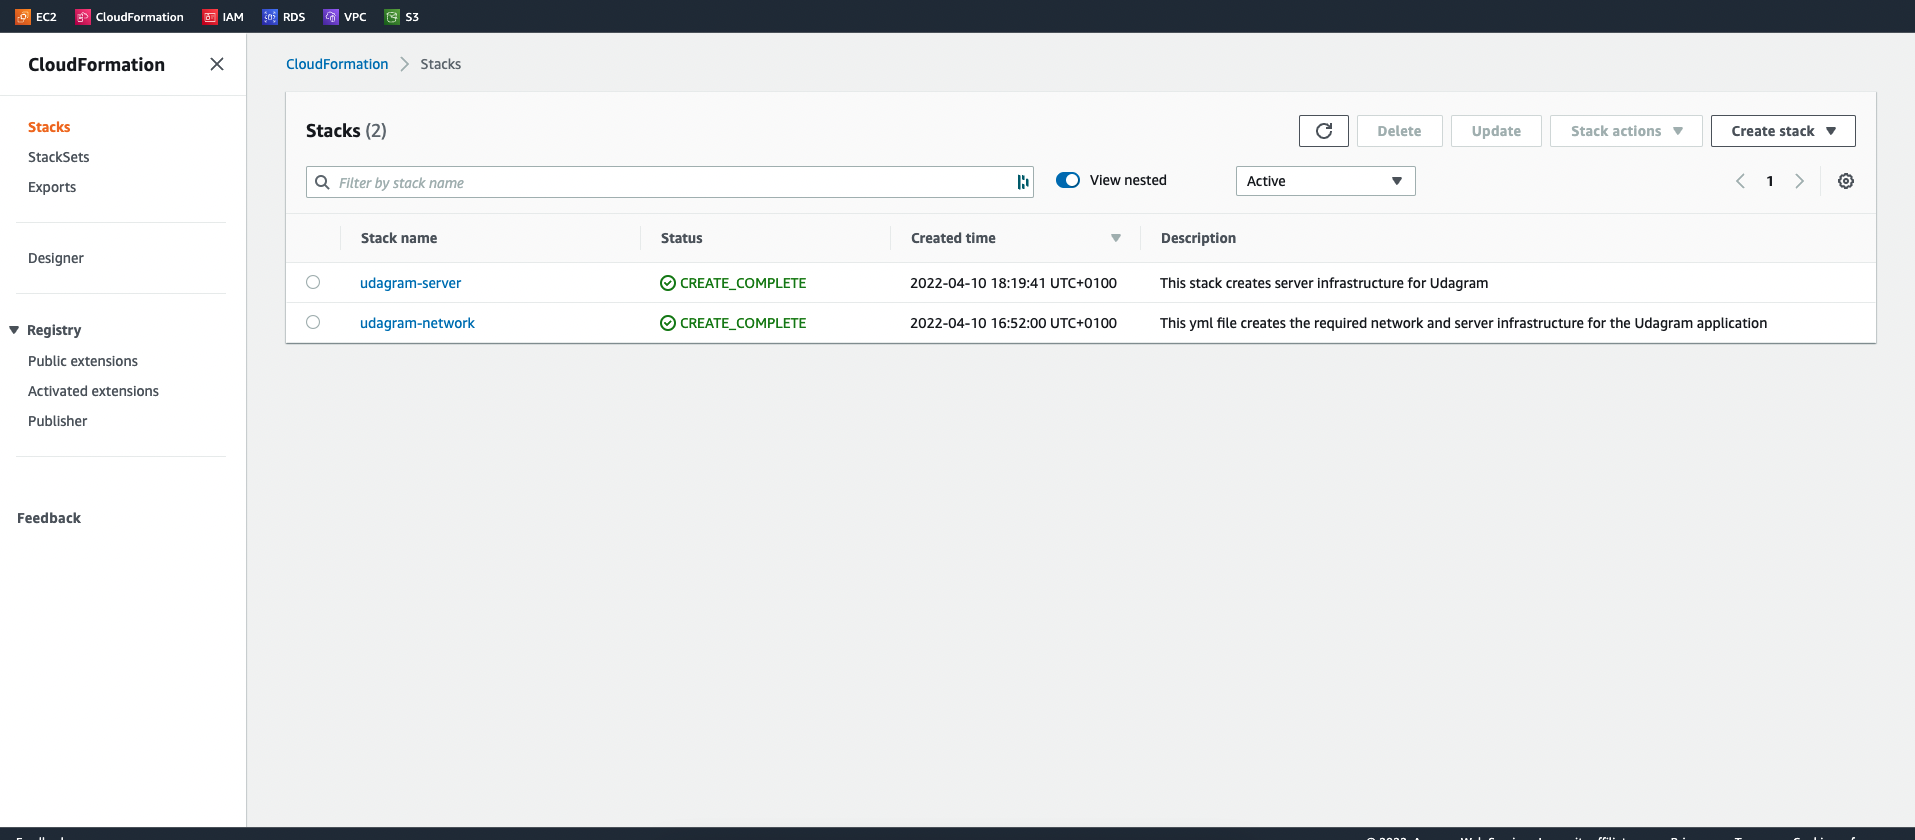 EC2 CloudFormation IAM RDS VPC S3
CloudFormation
Stacks
StackSets
Exports
Designer
Registry
Public extensions
Activated extensions
Publisher
Feedback
CloudFormation Stacks
Stacks (2)
Delete Update Stack actions Create stack
Filter by stack name View nested Active 1
Stack name Status Created time Description
udagram-server CREATE_COMPLETE 2022-04-10 18:19:41 UTC+0100 This stack creates server infrastructure for Udagram
udagram-network CREATE_COMPLETE 2022-04-10 16:52:00 UTC+0100 This yml file creates the required network and server infrastructure for the Udagram application